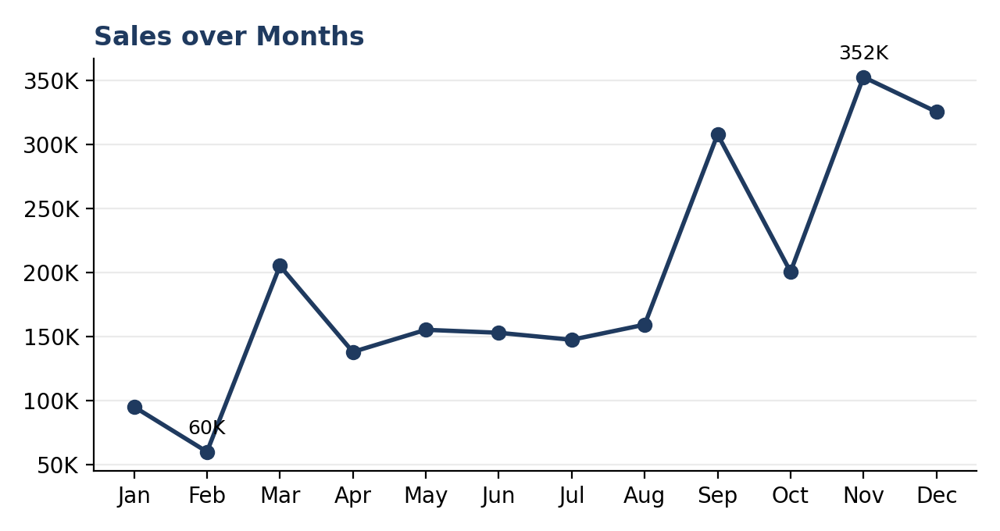 Sales over Months
352K
350K
300K
250K
200K
150K
100K
60K
50K
Jan Feb Mar Apr May Jun Jul Aug Sep Oct Nov Dec